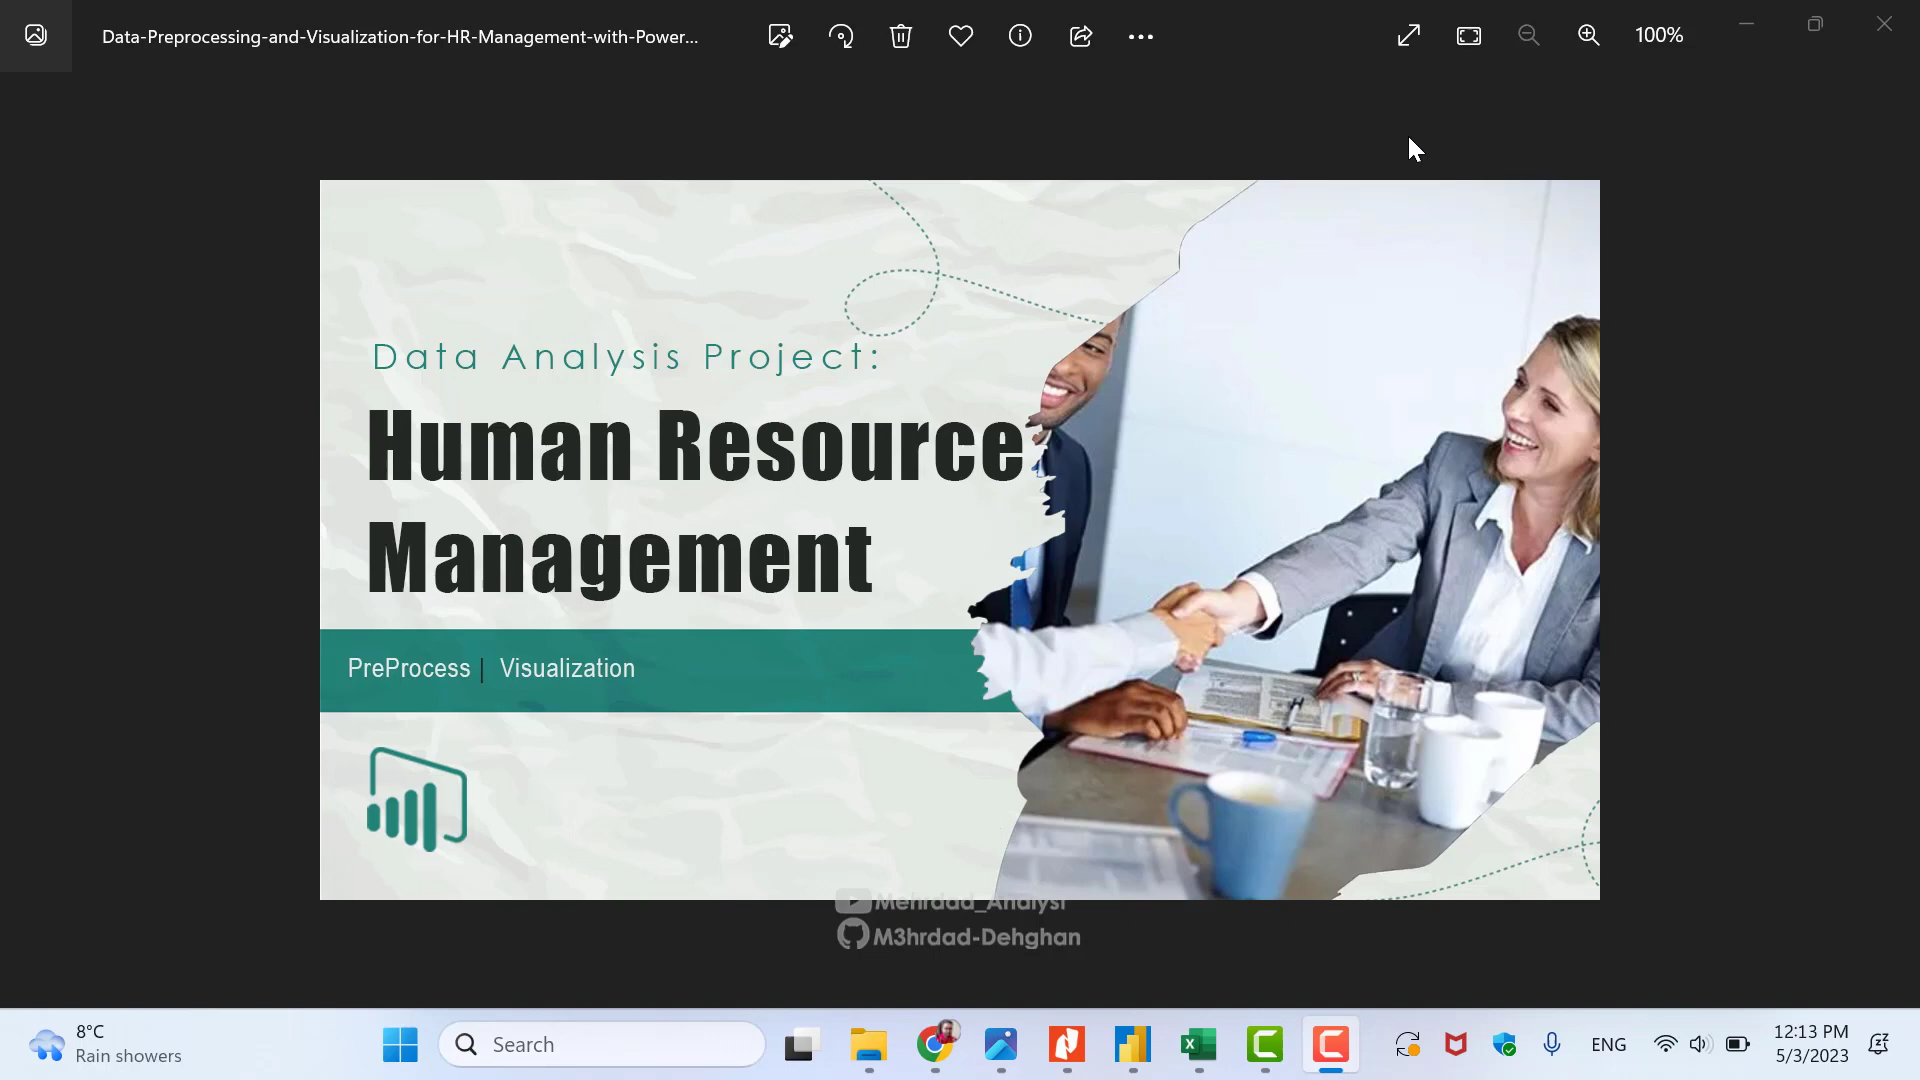 Data-Preprocessing-and-Visualization-for-HR-Management-with-Power...
100%
Data Analysis Project:
Human Resource
Management
PreProcess | Visualization
Mehrdad_Analyst
M3hrdad-Dehghan
8°C
Rain showers
Search
ENG
12:13 PM
5/3/2023